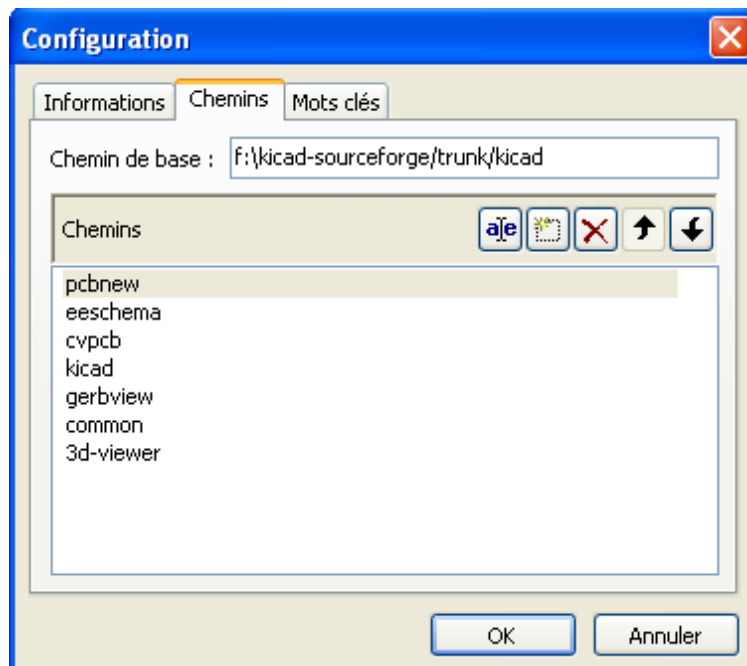 Configuration
Informations Chemins Mots clés
Chemin de base : f:\kicad-sourceforge/trunk/kicad
Chemins
pcbnew
eeschema
cvpcb
kicad
gerbview
common
3d-viewer
OK Annuler